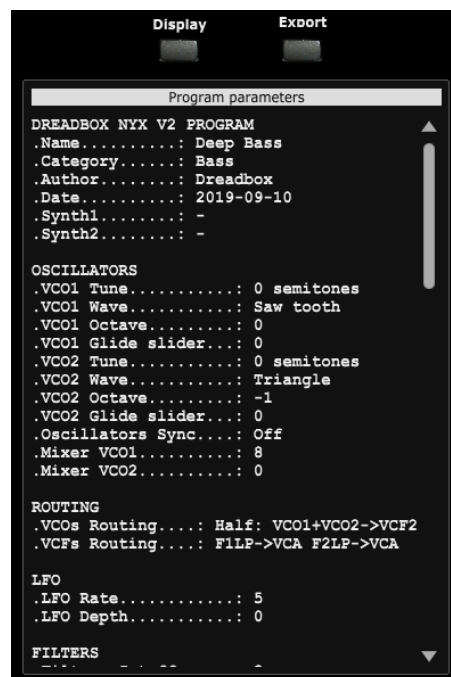 Display Export
Program parameters
DREADBOX NYX V2 PROGRAM
.Name..........: Deep Bass
.Category......: Bass
.Author........: Dreadbox
.Date..........: 2019-09-10
.Synth1........: -
.Synth2........: -
OSCILLATORS
.VCO1 Tune...........: 0 semitones
.VCO1 Wave...........: Saw tooth
.VCO1 Octave.........: 0
.VCO1 Glide slider...: 0
.VCO2 Tune...........: 0 semitones
.VCO2 Wave...........: Triangle
.VCO2 Octave.........: -1
.VCO2 Glide slider...: 0
.Oscillators Sync....: Off
.Mixer VCO1..........: 8
.Mixer VCO2..........: 0
ROUTING
.VCOs Routing....: Half: VCO1+VCO2->VCF2
.VCFs Routing....: F1LP->VCA F2LP->VCA
LFO
.LFO Rate............: 5
.LFO Depth...........: 0
FILTERS